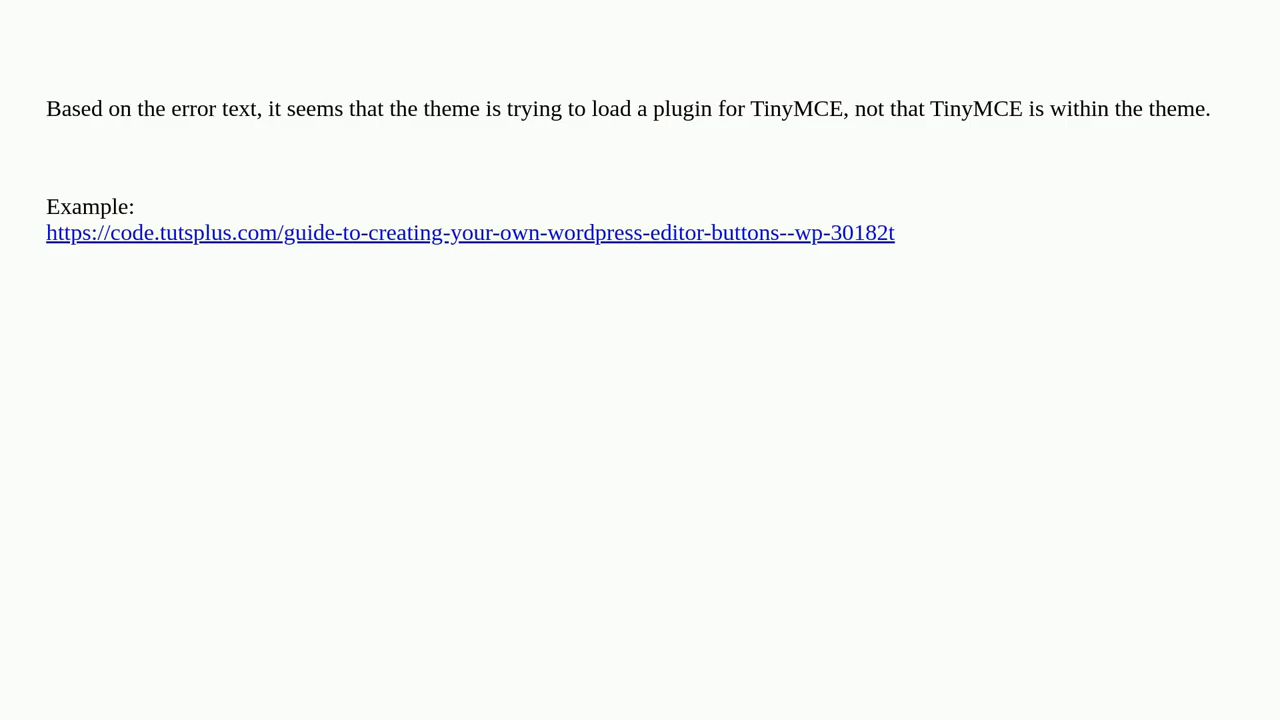 Based on the error text, it seems that the theme is trying to load a plugin for TinyMCE, not that TinyMCE is within the theme.
Example:
https://code.tutsplus.com/guide-to-creating-your-own-wordpress-editor-buttons--wp-30182t